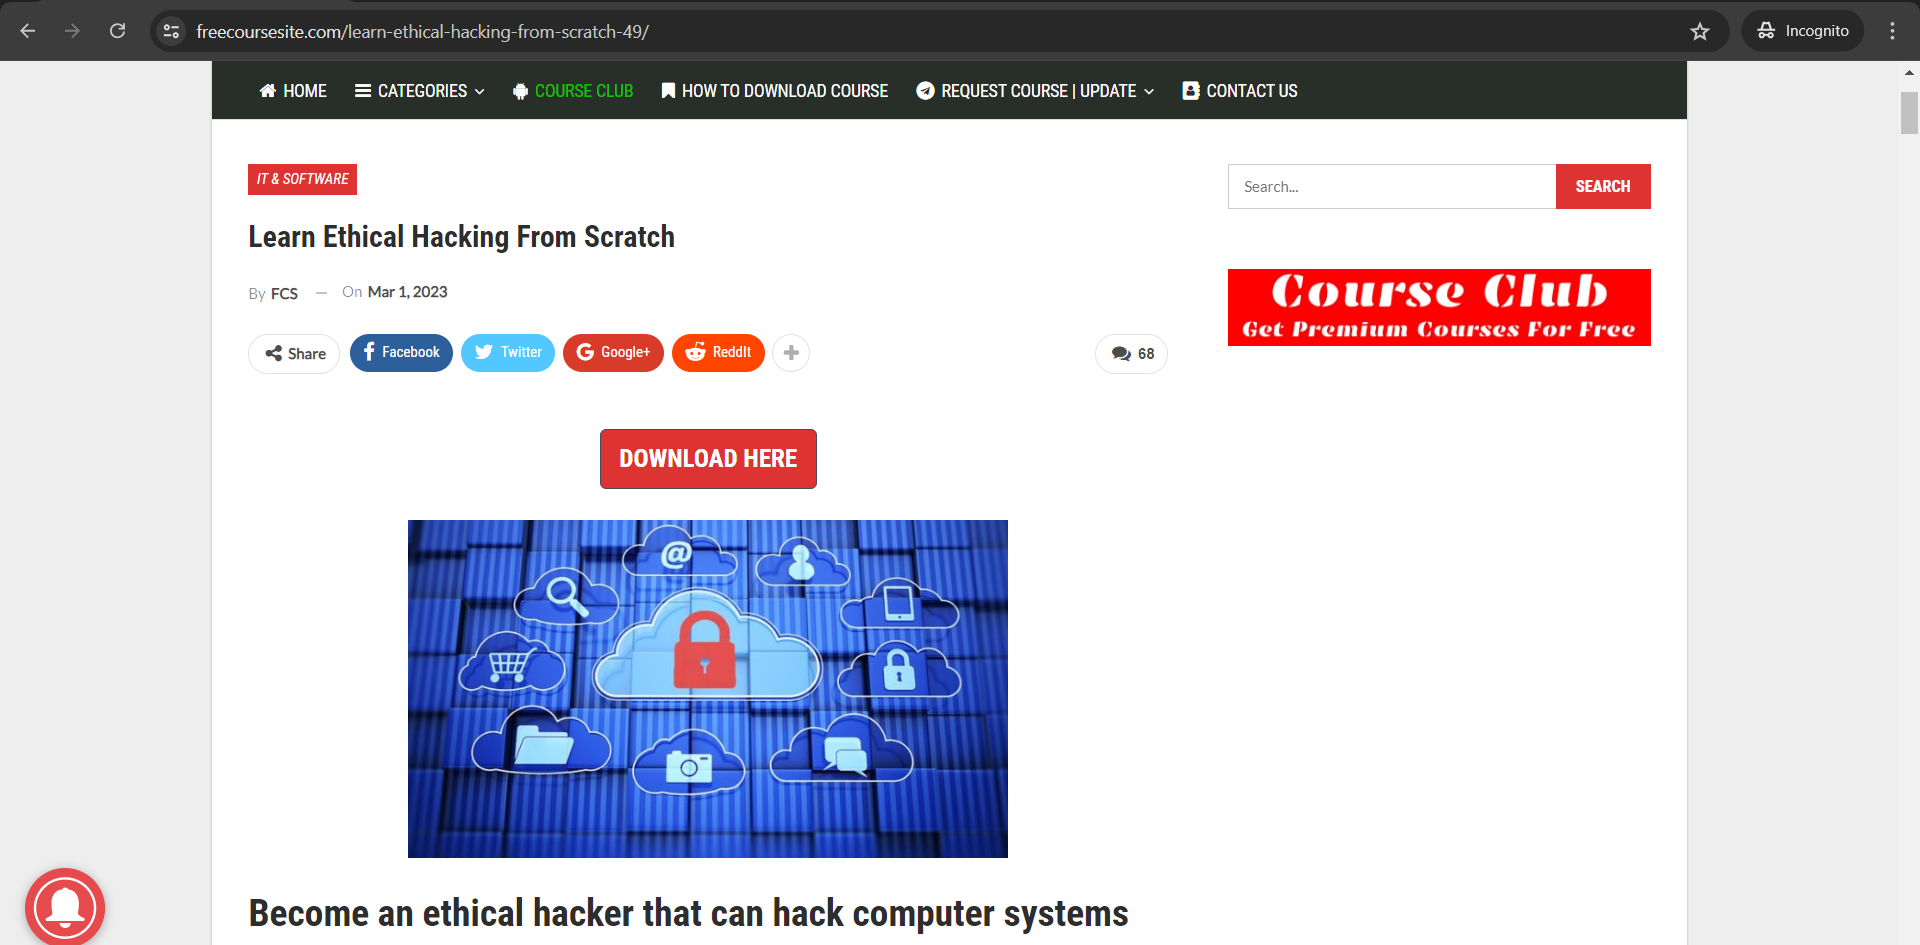 freecoursesite.com/learn-ethical-hacking-from-scratch-49/
Incognito
HOME CATEGORIES COURSE CLUB HOW TO DOWNLOAD COURSE REQUEST COURSE | UPDATE CONTACT US
IT & SOFTWARE
Search...
SEARCH
Learn Ethical Hacking From Scratch
By FCS — On Mar 1, 2023
Course Club
Get Premium Courses For Free
Share Facebook Twitter Google+ ReddIt 68
DOWNLOAD HERE
@
Become an ethical hacker that can hack computer systems